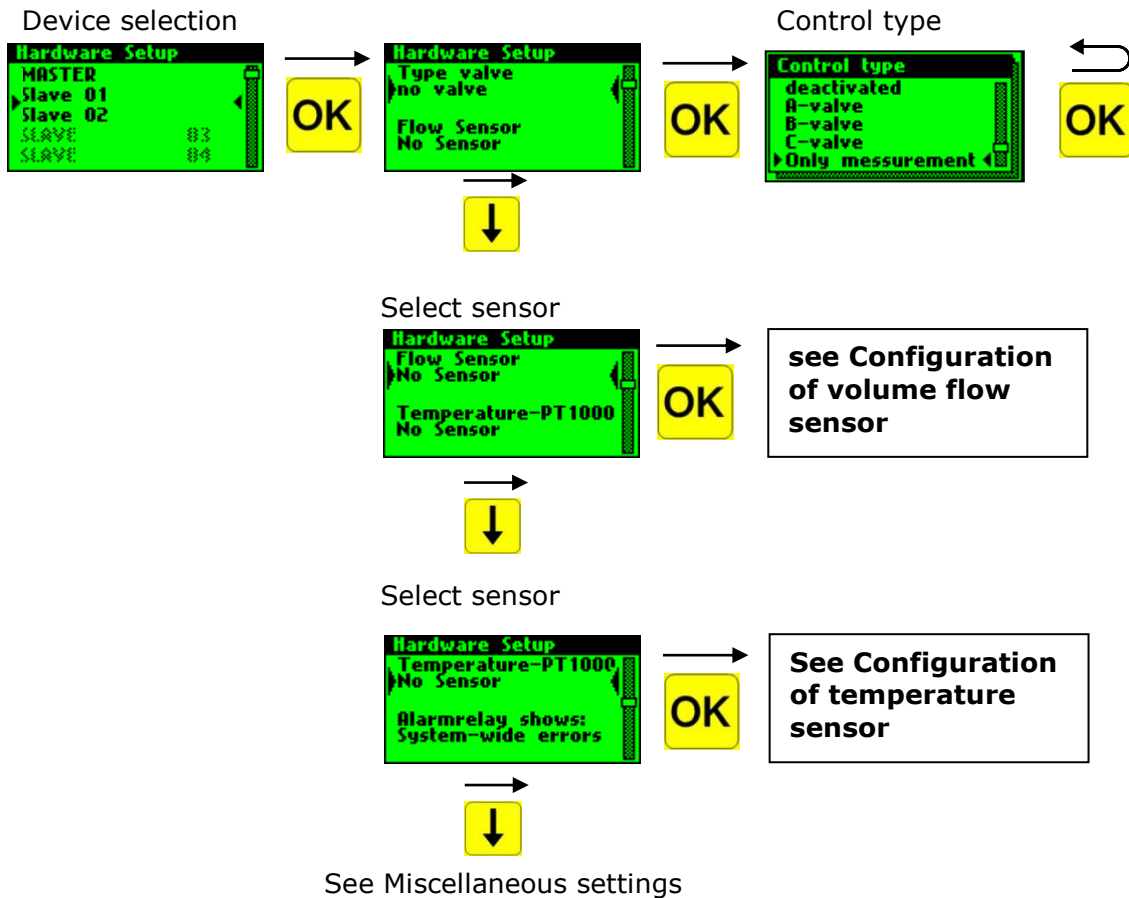 Device selection
Hardware Setup
MASTER
Slave 01
Slave 02
SLAVE 03
SLAVE 04
OK
Hardware Setup
Type valve
no valve
Flow Sensor
No Sensor
OK
Control type
Control type
deactivated
A-valve
B-valve
C-valve
Only messurement
OK
Select sensor
Hardware Setup
Flow Sensor
No Sensor
Temperature-PT1000
No Sensor
OK
see Configuration
of volume flow
sensor
Select sensor
Hardware Setup
Temperature-PT1000
No Sensor
Alarmrelay shows:
System-wide errors
OK
See Configuration
of temperature
sensor
See Miscellaneous settings